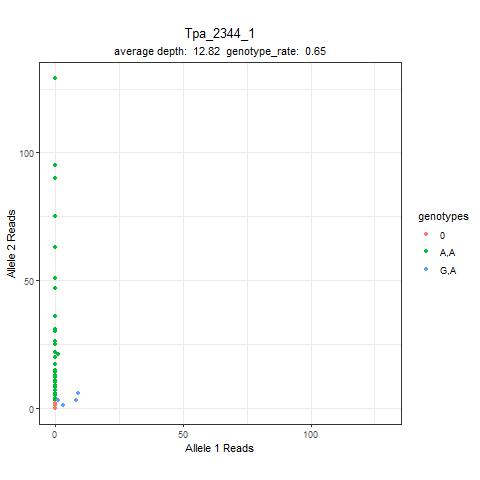 Tpa_2344_1
average depth: 12.82 genotype_rate: 0.65
Allele 2 Reads
100
50
0
0 50 100
Allele 1 Reads
genotypes
0
A,A
G,A